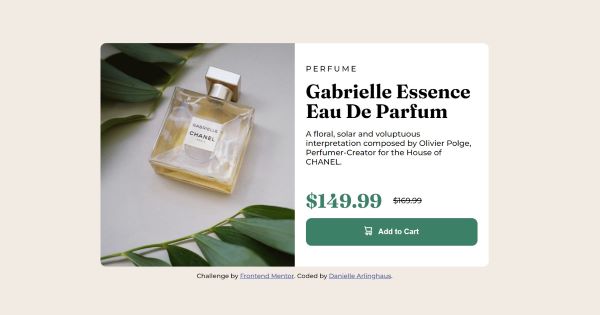 GABRIELLE
CHANEL
PARIS
PERFUME
Gabrielle Essence
Eau De Parfum
A floral, solar and voluptuous
interpretation composed by Olivier Polge,
Perfumer-Creator for the House of
CHANEL.
$149.99 $169.99
Add to Cart
Challenge by Frontend Mentor. Coded by Danielle Arlinghaus.